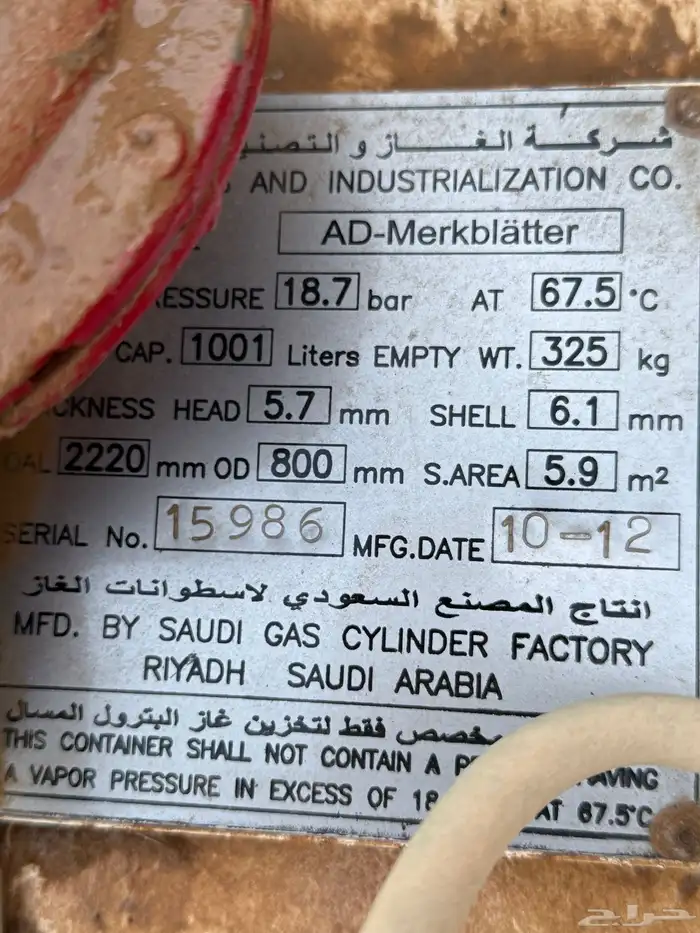 شركة الغاز و التصنيع
AND INDUSTRIALIZATION CO.
AD-Merkblätter
RESSURE 18.7 bar AT 67.5 °C
CAP. 1001 Liters EMPTY WT. 325 kg
CKNESS HEAD 5.7 mm SHELL 6.1 mm
2220 mm OD 800 mm S.AREA 5.9 m²
SERIAL No. 15986 MFG.DATE 10-12
انتاج المصنع السعودي لاسطوانات الغاز
MFD. BY SAUDI GAS CYLINDER FACTORY
RIYADH SAUDI ARABIA
مخصص فقط لتخزين غاز البترول المسال
THIS CONTAINER SHALL NOT CONTAIN A
A VAPOR PRESSURE IN EXCESS OF 18 AT 67.5°C
حراج